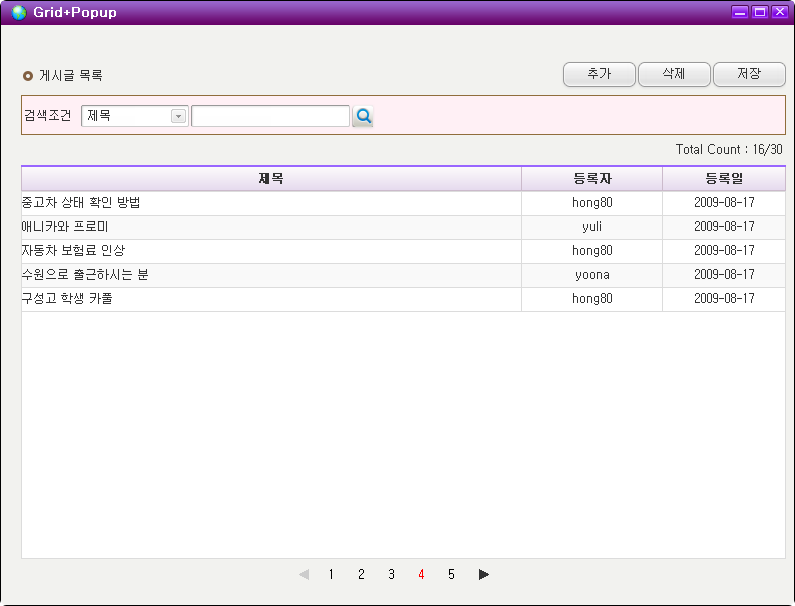 Grid+Popup
게시글 목록
추가 삭제 저장
검색조건 제목
Total Count : 16/30
제목 등록자 등록일
중고차 상태 확인 방법 hong80 2009-08-17
애니카와 프로미 yuli 2009-08-17
자동차 보험료 인상 hong80 2009-08-17
수원으로 출근하시는 분 yoona 2009-08-17
구성고 학생 카풀 hong80 2009-08-17
1 2 3 4 5